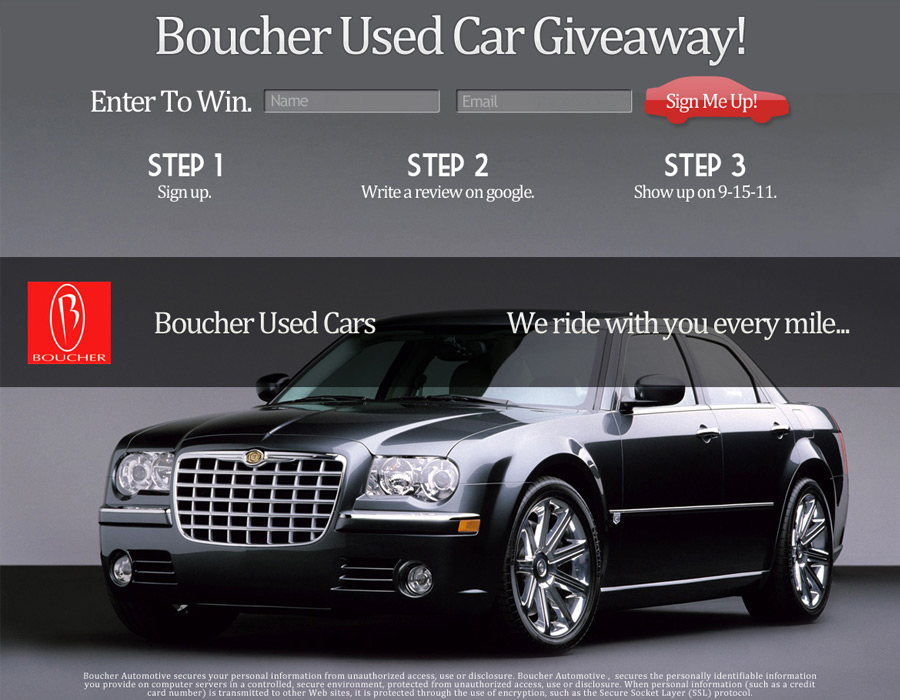 Boucher Used Car Giveaway!
Enter To Win. Name Email Sign Me Up!
STEP 1 STEP 2 STEP 3
Sign up. Write a review on google. Show up on 9-15-11.
B
BOUCHER
Boucher Used Cars We ride with you every mile...
Boucher Automotive secures your personal information from unauthorized access, use or disclosure. Boucher Automotive , secures the personally identifiable information
you provide on computer servers in a controlled, secure environment, protected from unauthorized access, use or disclosure. When personal information (such as a credit
card number) is transmitted to other Web sites, it is protected through the use of encryption, such as the Secure Socket Layer (SSL) protocol.